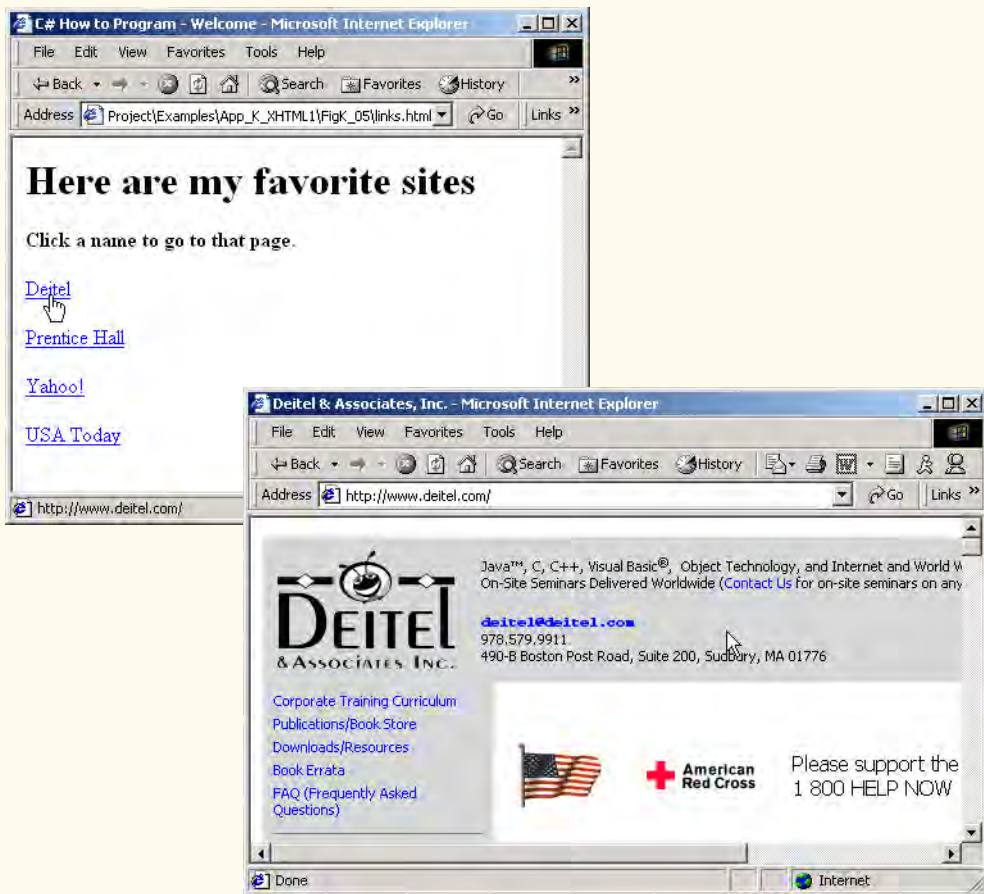 C# How to Program - Welcome - Microsoft Internet Explorer
File Edit View Favorites Tools Help
Back Search Favorites History »
Address Project\Examples\App_K_XHTML1\FigK_05\links.html Go Links »
Here are my favorite sites
Click a name to go to that page.
Deitel
Prentice Hall
Yahoo!
USA Today
http://www.deitel.com/
Deitel & Associates, Inc. - Microsoft Internet Explorer
File Edit View Favorites Tools Help
Back Search Favorites History
Address http://www.deitel.com/ Go Links »
DEITEL
& ASSOCIATES, INC.
Java™, C, C++, Visual Basic®, Object Technology, and Internet and World W
On-Site Seminars Delivered Worldwide (Contact Us for on-site seminars on any
deitel@deitel.com
978.579.9911
490-B Boston Post Road, Suite 200, Sudbury, MA 01776
Corporate Training Curriculum
Publications/Book Store
Downloads/Resources
Book Errata
FAQ (Frequently Asked
Questions)
American
Red Cross
Please support the
1 800 HELP NOW
Done Internet